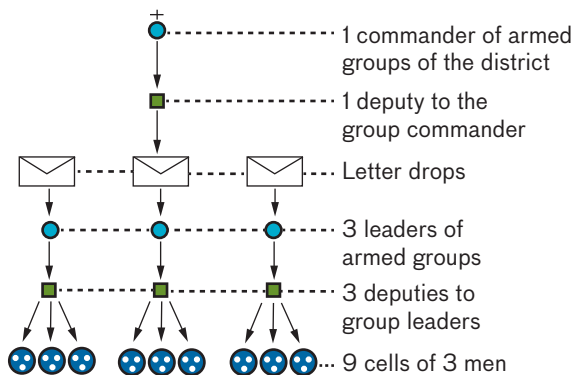 1 commander of armed
groups of the district
1 deputy to the
group commander
Letter drops
3 leaders of
armed groups
3 deputies to
group leaders
9 cells of 3 men